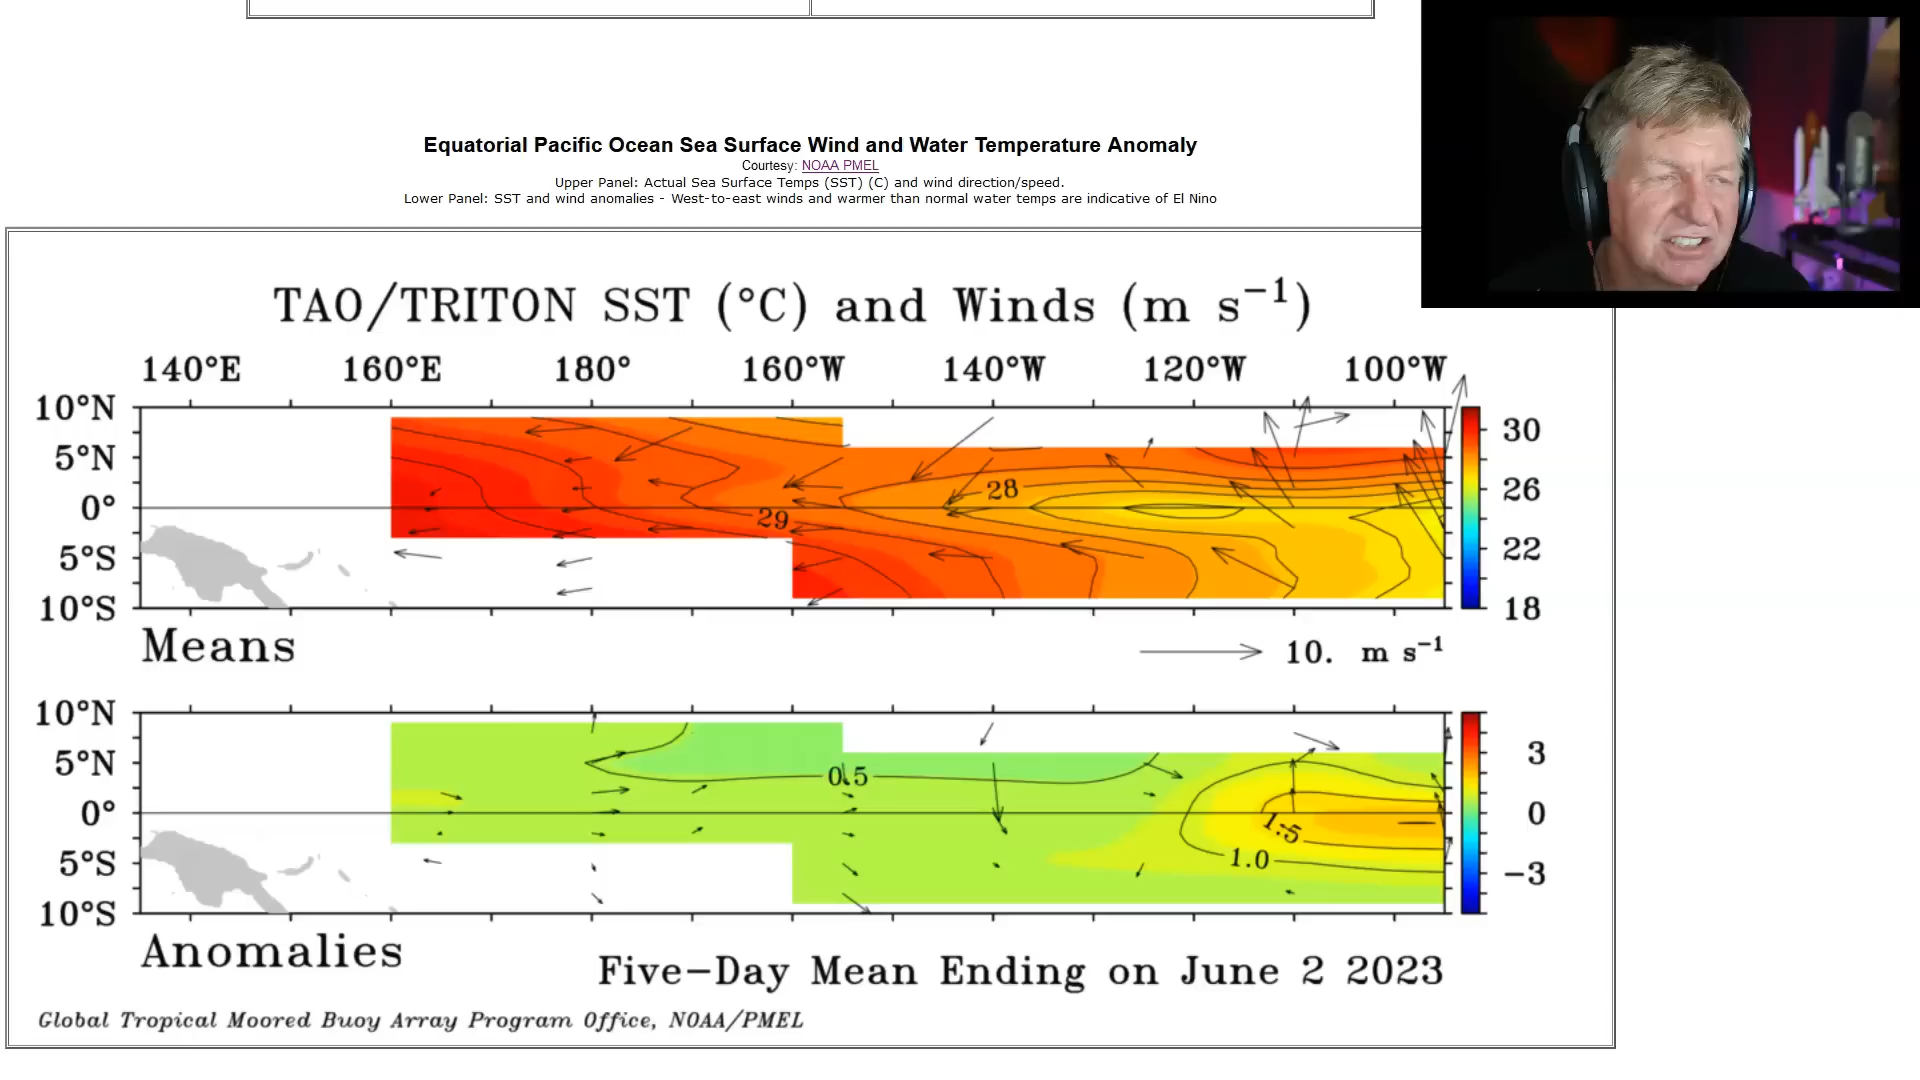 Equatorial Pacific Ocean Sea Surface Wind and Water Temperature Anomaly
Courtesy: NOAA PMEL
Upper Panel: Actual Sea Surface Temps (SST) (C) and wind direction/speed.
Lower Panel: SST and wind anomalies - West-to-east winds and warmer than normal water temps are indicative of El Nino
TAO/TRITON SST (°C) and Winds (m s⁻¹)
140°E 160°E 180° 160°W 140°W 120°W 100°W
10°N
5°N
0°
5°S
10°S
28
29
30
26
22
18
Means
10. m s⁻¹
10°N
5°N
0°
5°S
10°S
0.5
1.5
1.0
3
0
−3
Anomalies
Five-Day Mean Ending on June 2 2023
Global Tropical Moored Buoy Array Program Office, NOAA/PMEL